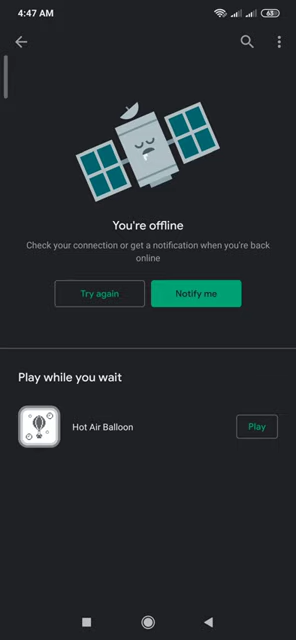 4:47 AM
63
You're offline
Check your connection or get a notification when you're back
online
Try again
Notify me
Play while you wait
Hot Air Balloon
Play